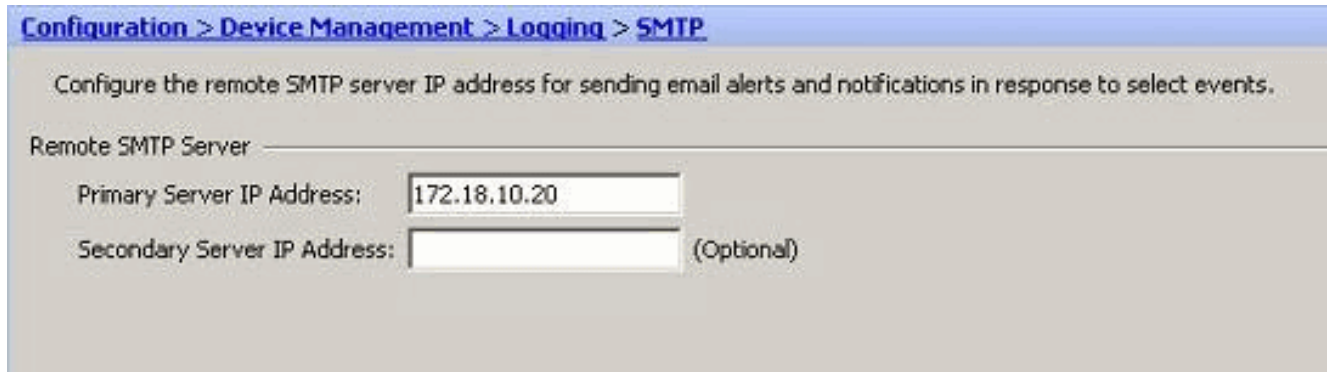 Configuration > Device Management > Logging > SMTP
Configure the remote SMTP server IP address for sending email alerts and notifications in response to select events.
Remote SMTP Server
Primary Server IP Address: 172.18.10.20
Secondary Server IP Address: (Optional)